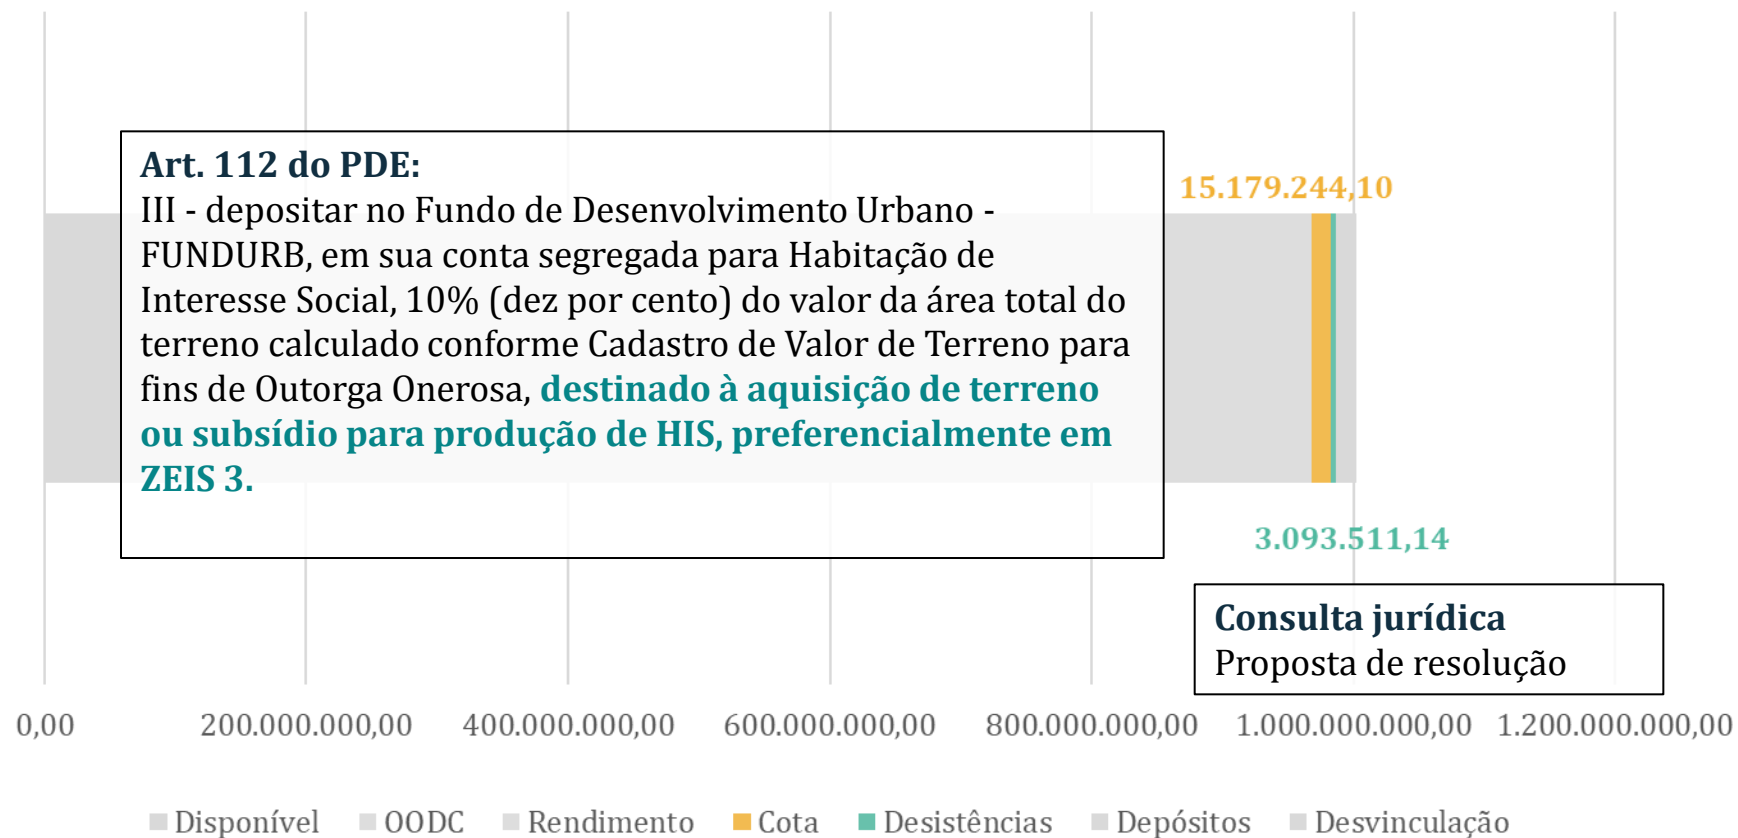 Art. 112 do PDE:
III - depositar no Fundo de Desenvolvimento Urbano -
FUNDURB, em sua conta segregada para Habitação de
Interesse Social, 10% (dez por cento) do valor da área total do
terreno calculado conforme Cadastro de Valor de Terreno para
fins de Outorga Onerosa, destinado à aquisição de terreno
ou subsídio para produção de HIS, preferencialmente em
ZEIS 3.
15.179.244,10
3.093.511,14
Consulta jurídica
Proposta de resolução
0,00 200.000.000,00 400.000.000,00 600.000.000,00 800.000.000,00 1.000.000.000,00 1.200.000.000,00
Disponível OODC Rendimento Cota Desistências Depósitos Desvinculação